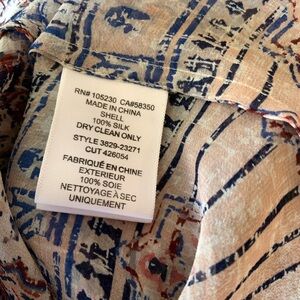 RN# 105230 CA#58350
MADE IN CHINA
SHELL
100% SILK
DRY CLEAN ONLY
STYLE 3829-23271
CUT 426054
FABRIQUÉ EN CHINE
EXTERIEUR
100% SOIE
NETTOYAGE À SEC
UNIQUEMENT